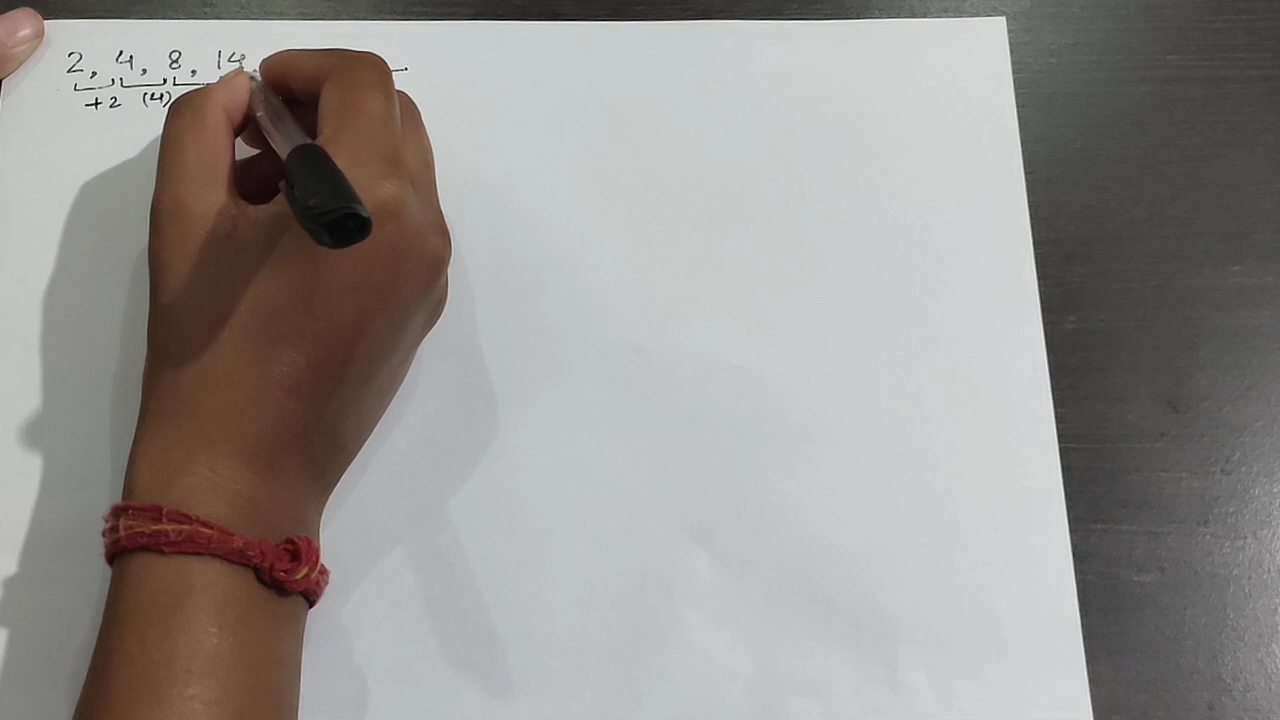 2, 4, 8, 14,
+2 (4)